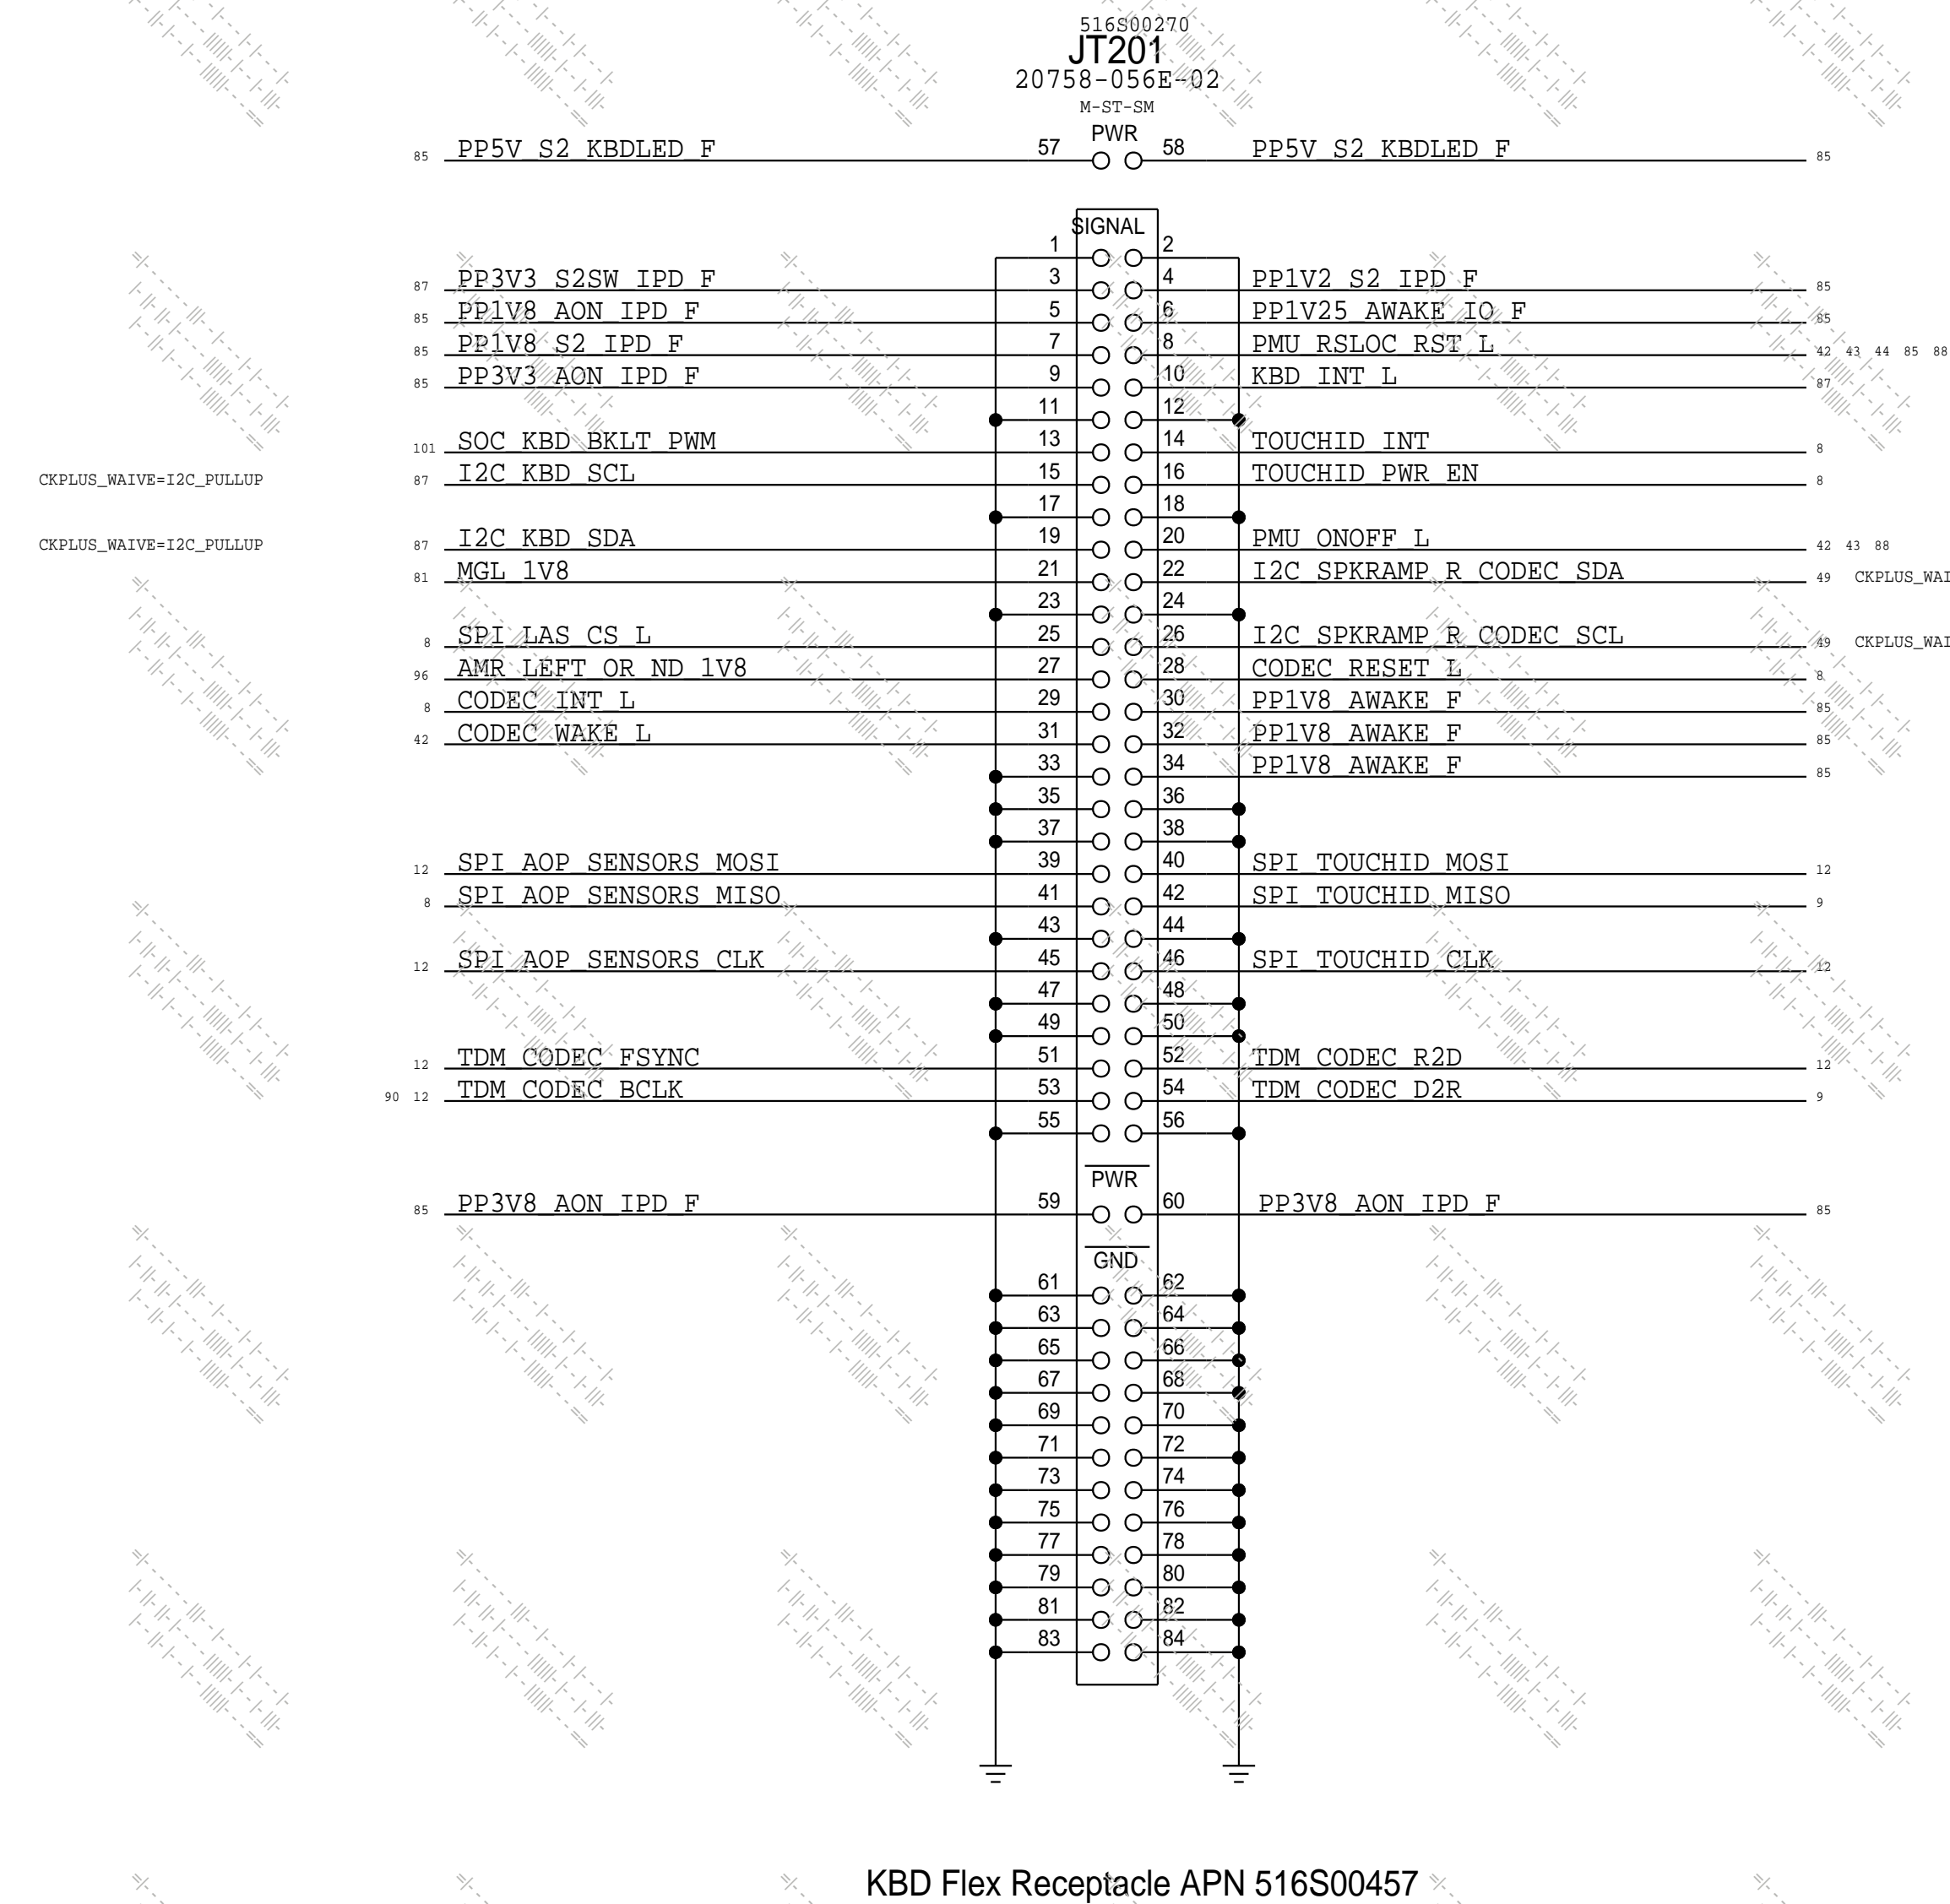 516S00270
JT201
20758-056E-02
M-ST-SM
PWR
85 PP5V_S2_KBDLED_F 57 58 PP5V_S2_KBDLED_F 85
SIGNAL
1 2
87 PP3V3_S2SW_IPD_F 3 4 PP1V2_S2_IPD_F 85
85 PP1V8_AON_IPD_F 5 6 PP1V25_AWAKE_IO_F 85
85 PP1V8_S2_IPD_F 7 8 PMU_RSLOC_RST_L 42 43 44 85 88
85 PP3V3_AON_IPD_F 9 10 KBD_INT_L 87
11 12
101 SOC_KBD_BKLT_PWM 13 14 TOUCHID_INT 8
CKPLUS_WAIVE=I2C_PULLUP 87 I2C_KBD_SCL 15 16 TOUCHID_PWR_EN 8
17 18
CKPLUS_WAIVE=I2C_PULLUP 87 I2C_KBD_SDA 19 20 PMU_ONOFF_L 42 43 88
81 MGL_1V8 21 22 I2C_SPKRAMP_R_CODEC_SDA 49 CKPLUS_WAI
23 24
8 SPI_LAS_CS_L 25 26 I2C_SPKRAMP_R_CODEC_SCL 49 CKPLUS_WAI
96 AMR_LEFT_OR_ND_1V8 27 28 CODEC_RESET_L 8
8 CODEC_INT_L 29 30 PP1V8_AWAKE_F 85
42 CODEC_WAKE_L 31 32 PP1V8_AWAKE_F 85
33 34 PP1V8_AWAKE_F 85
35 36
37 38
12 SPI_AOP_SENSORS_MOSI 39 40 SPI_TOUCHID_MOSI 12
8 SPI_AOP_SENSORS_MISO 41 42 SPI_TOUCHID_MISO 9
43 44
12 SPI_AOP_SENSORS_CLK 45 46 SPI_TOUCHID_CLK 12
47 48
49 50
12 TDM_CODEC_FSYNC 51 52 TDM_CODEC_R2D 12
90 12 TDM_CODEC_BCLK 53 54 TDM_CODEC_D2R 9
55 56
PWR
85 PP3V8_AON_IPD_F 59 60 PP3V8_AON_IPD_F 85
GND
61 62
63 64
65 66
67 68
69 70
71 72
73 74
75 76
77 78
79 80
81 82
83 84
KBD Flex Receptacle APN 516S00457